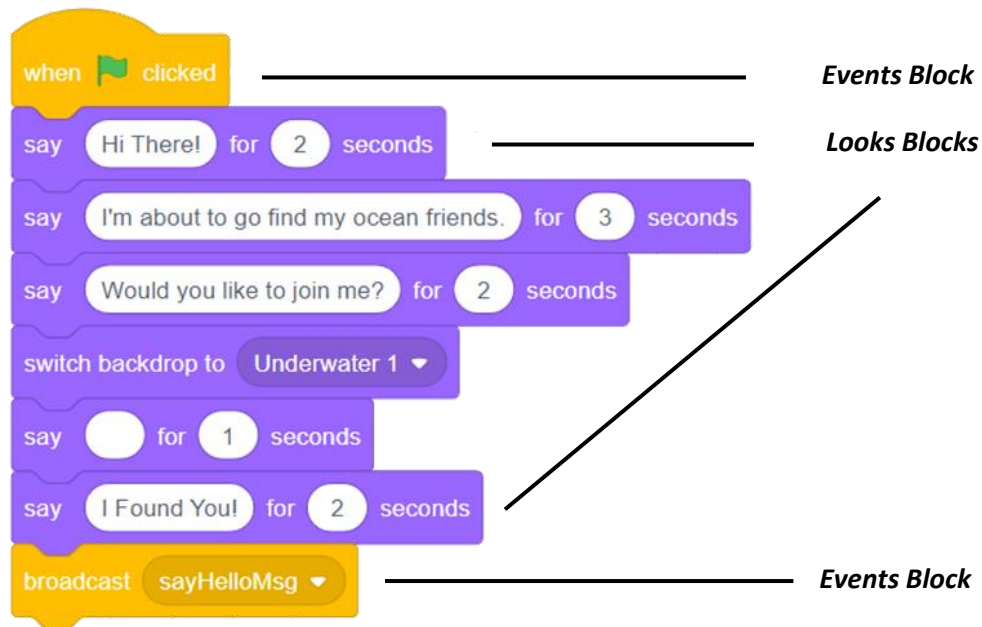 when clicked
Events Block
say Hi There! for 2 seconds
Looks Blocks
say I'm about to go find my ocean friends. for 3 seconds
say Would you like to join me? for 2 seconds
switch backdrop to Underwater 1
say for 1 seconds
say I Found You! for 2 seconds
broadcast sayHelloMsg
Events Block